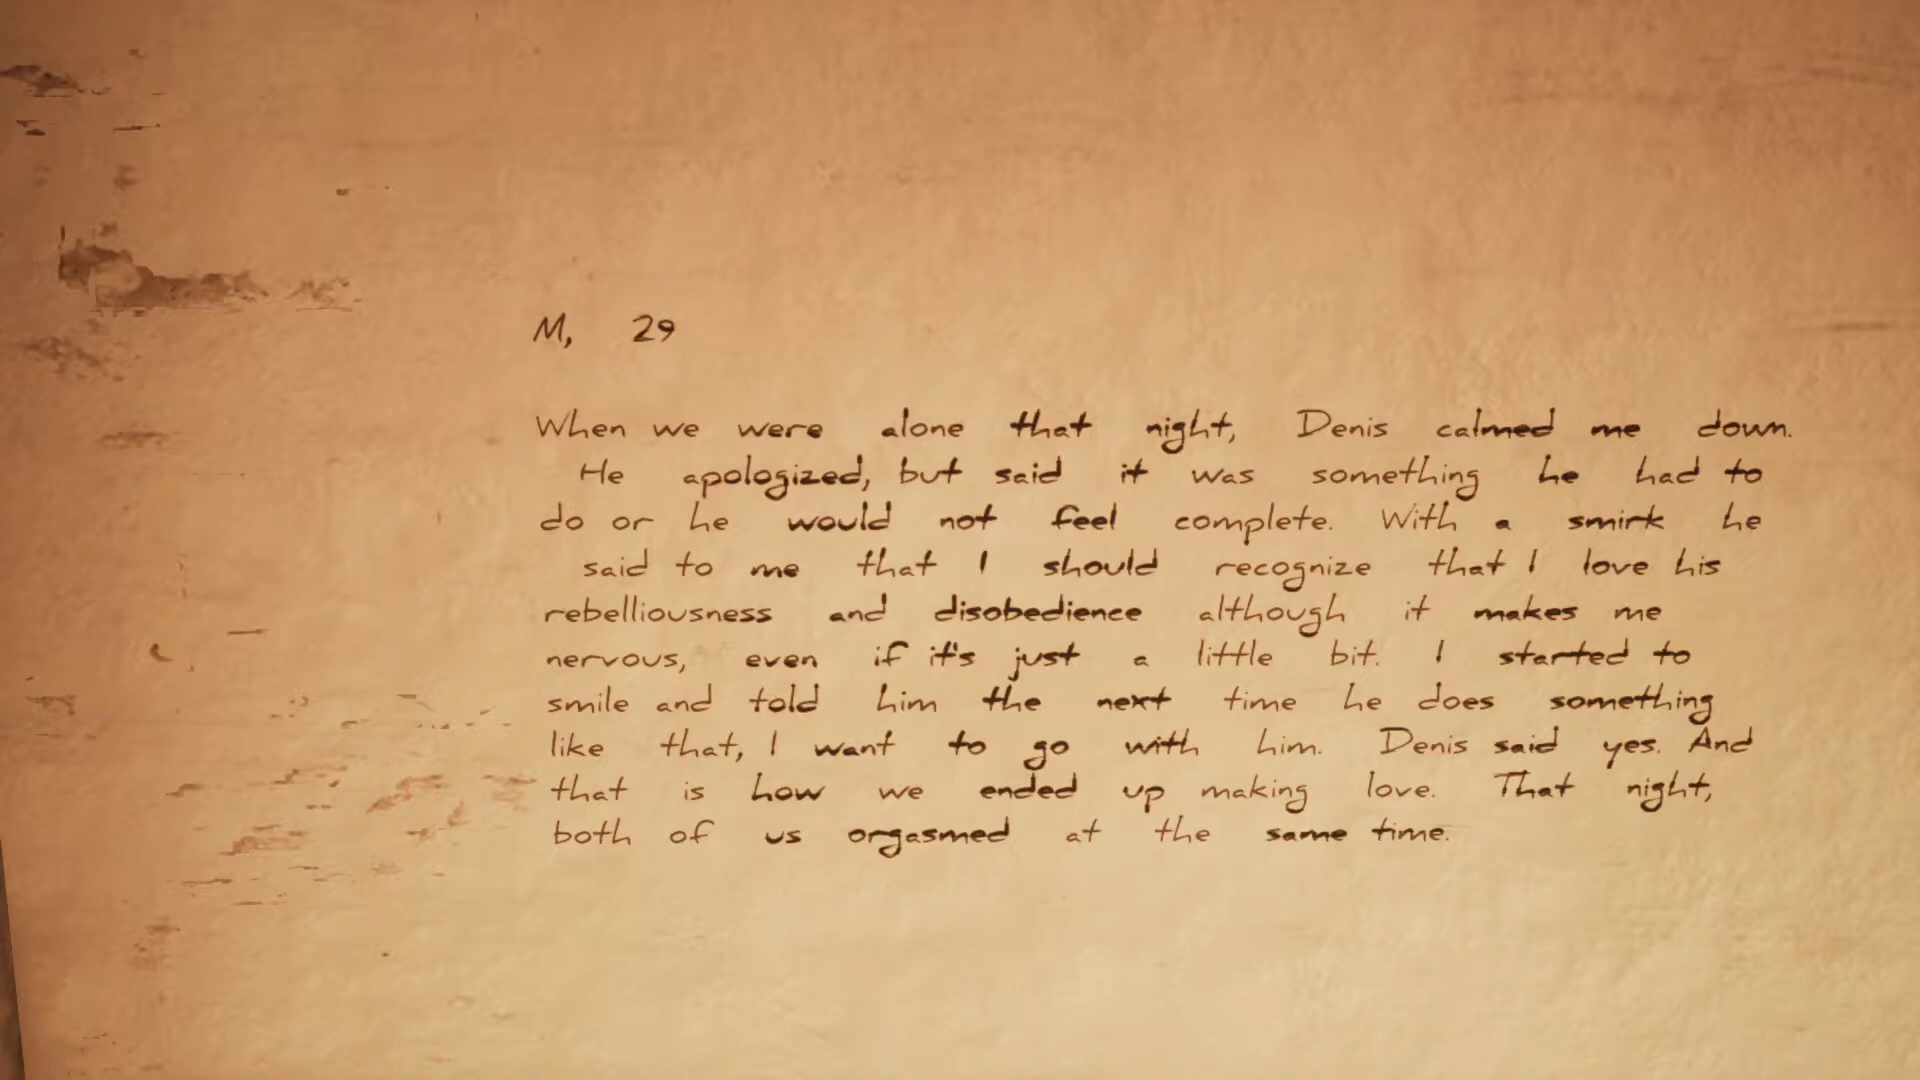 M, 29
When we were alone that night, Denis calmed me down.
He apologized, but said it was something he had to
do or he would not feel complete. With a smirk he
said to me that I should recognize that I love his
rebelliousness and disobedience although it makes me
nervous, even if it's just a little bit. I started to
smile and told him the next time he does something
like that, I want to go with him. Denis said yes. And
that is how we ended up making love. That night,
both of us orgasmed at the same time.